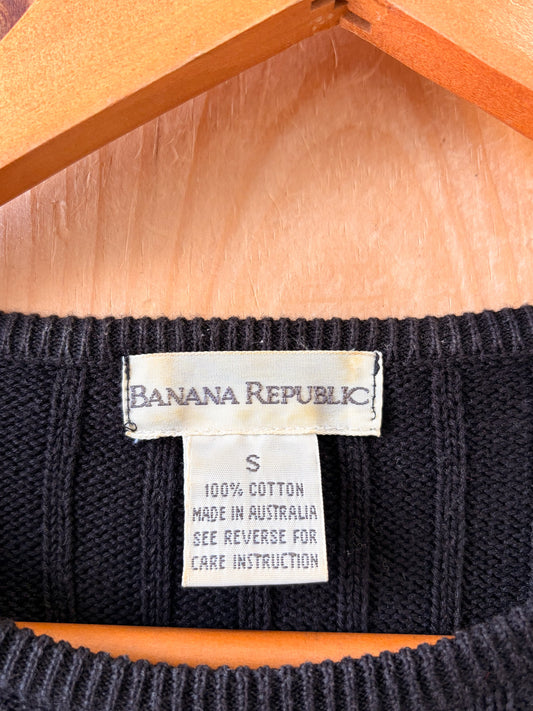 BANANA REPUBLIC
S
100% COTTON
MADE IN AUSTRALIA
SEE REVERSE FOR
CARE INSTRUCTION